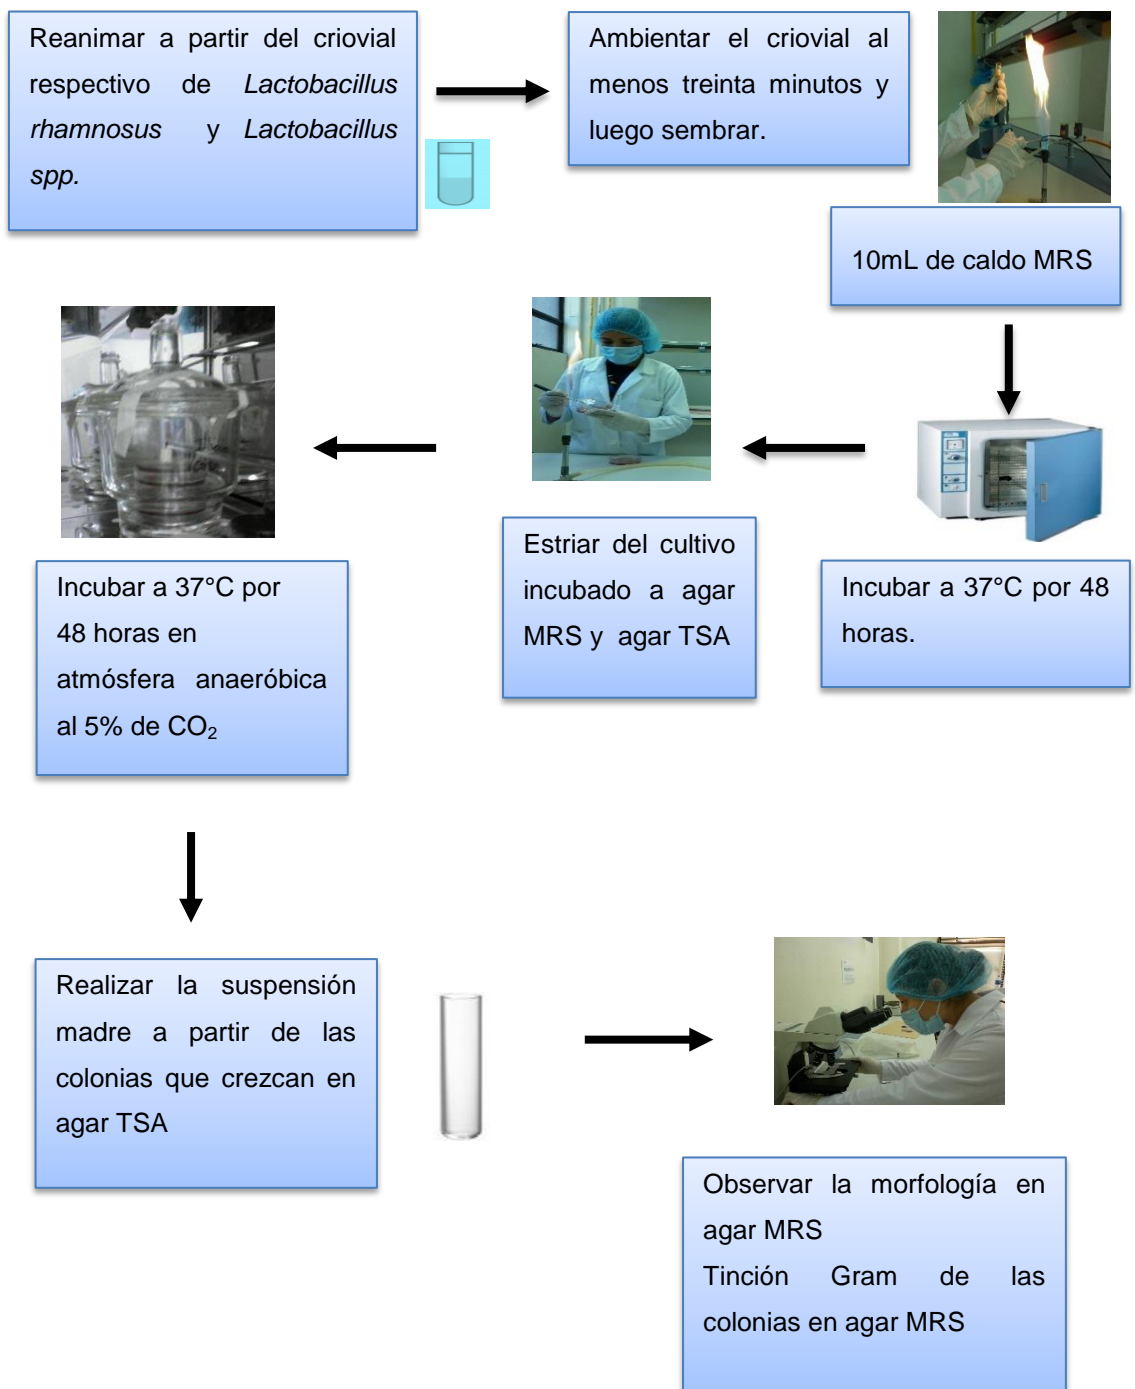 Reanimar a partir del criovial
respectivo de Lactobacillus
rhamnosus y Lactobacillus
spp.
Ambientar el criovial al
menos treinta minutos y
luego sembrar.
10mL de caldo MRS
Incubar a 37°C por 48
horas.
Estriar del cultivo
incubado a agar
MRS y agar TSA
Incubar a 37°C por
48 horas en
atmósfera anaeróbica
al 5% de CO₂
Realizar la suspensión
madre a partir de las
colonias que crezcan en
agar TSA
Observar la morfología en
agar MRS
Tinción Gram de las
colonias en agar MRS